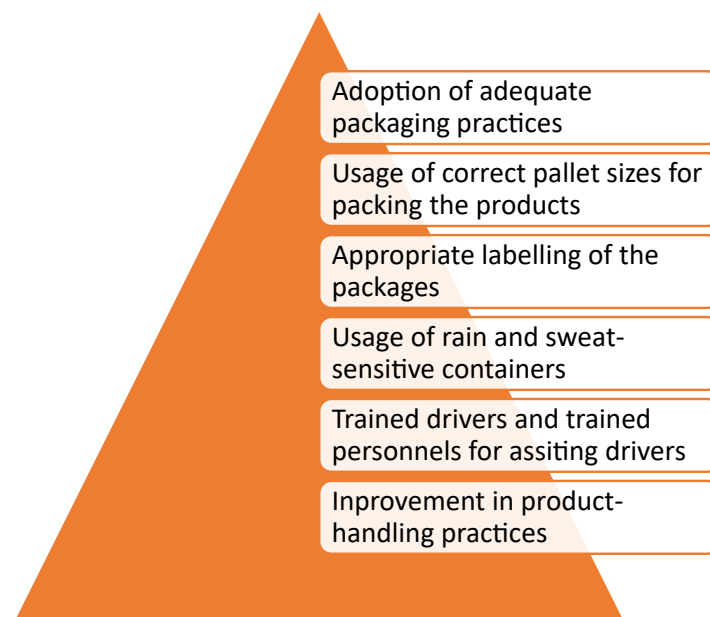 Adoption of adequate
packaging practices
Usage of correct pallet sizes for
packing the products
Appropriate labelling of the
packages
Usage of rain and sweat-
sensitive containers
Trained drivers and trained
personnels for assiting drivers
Inprovement in product-
handling practices